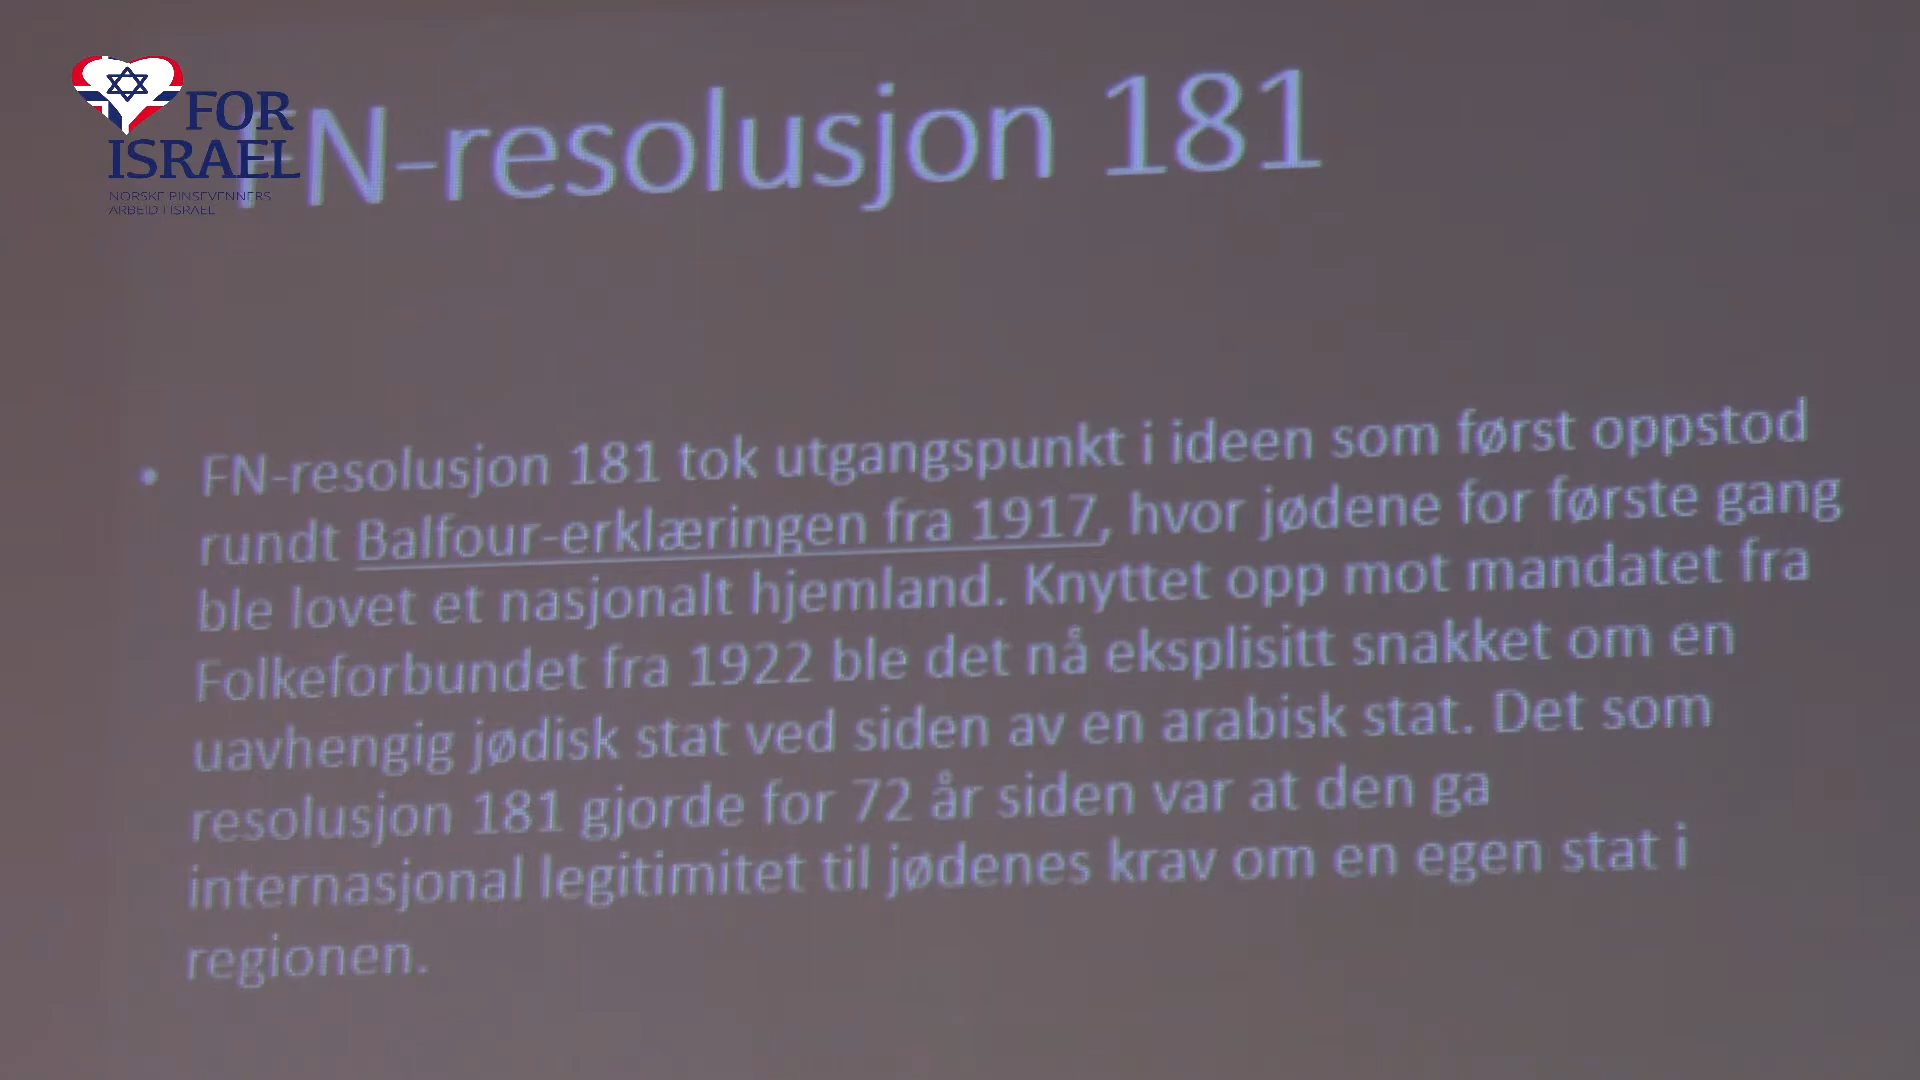 FOR
ISRAEL
NORSKE PINSEVENNERS
ARBEID I ISRAEL
FN-resolusjon 181
• FN-resolusjon 181 tok utgangspunkt i ideen som først oppstod
rundt Balfour-erklæringen fra 1917, hvor jødene for første gang
ble lovet et nasjonalt hjemland. Knyttet opp mot mandatet fra
Folkeforbundet fra 1922 ble det nå eksplisitt snakket om en
uavhengig jødisk stat ved siden av en arabisk stat. Det som
resolusjon 181 gjorde for 72 år siden var at den ga
internasjonal legitimitet til jødenes krav om en egen stat i
regionen.